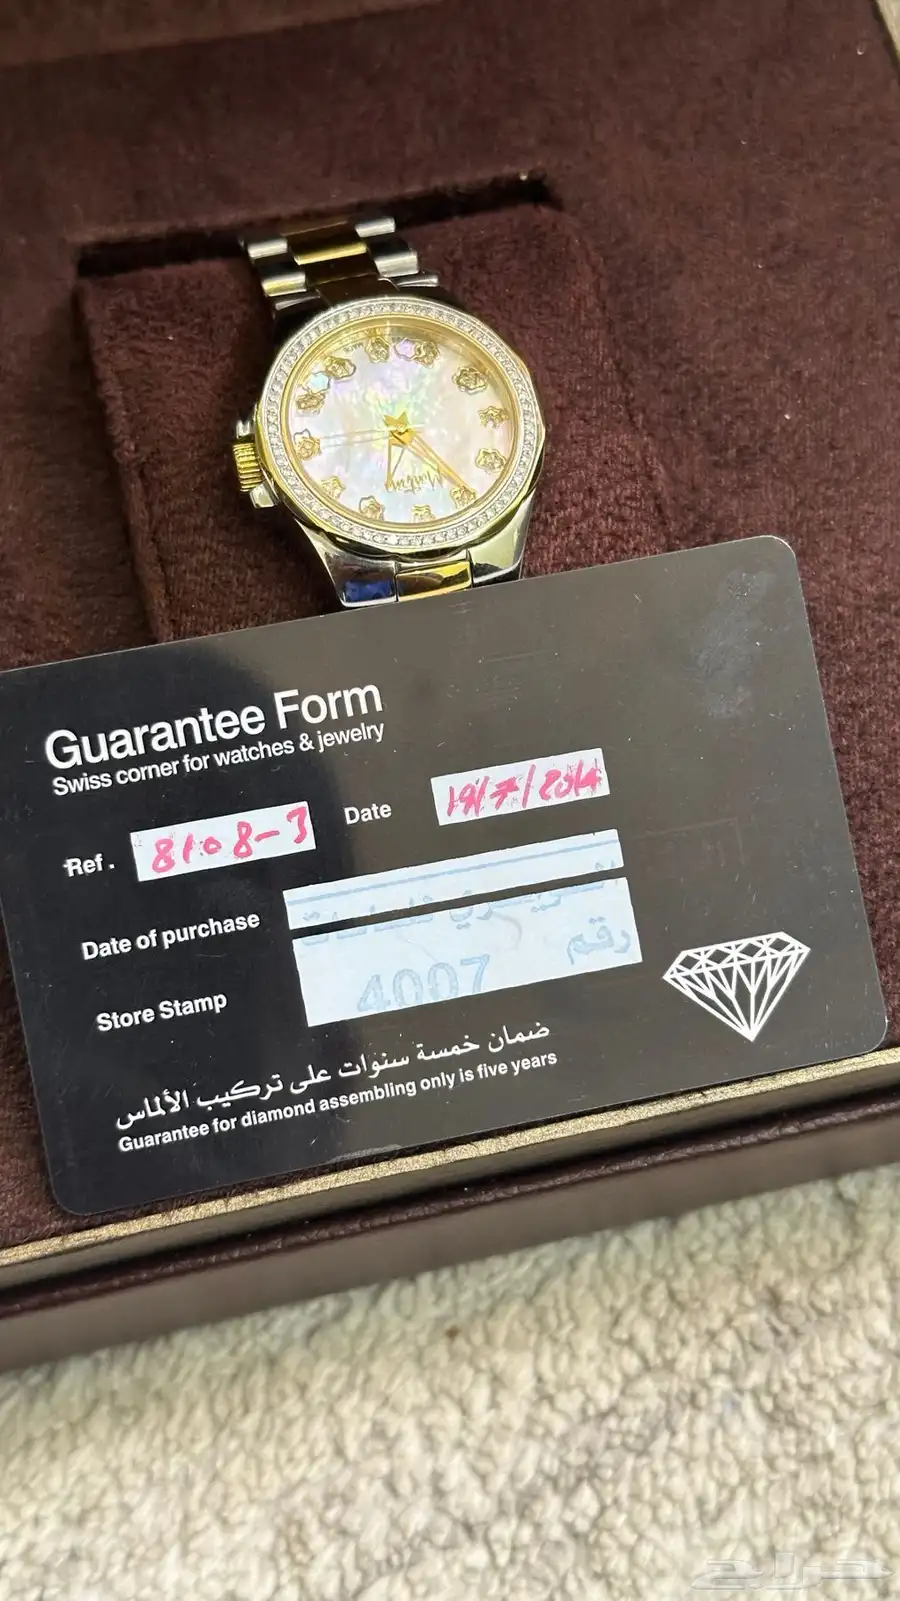 Guarantee Form
Swiss corner for watches & jewelry
Ref. 8108-3 Date 19/7/2014
Date of purchase
Store Stamp
رقم
4007
ضمان خمسة سنوات على تركيب الألماس
Guarantee for diamond assembling only is five years
حراج